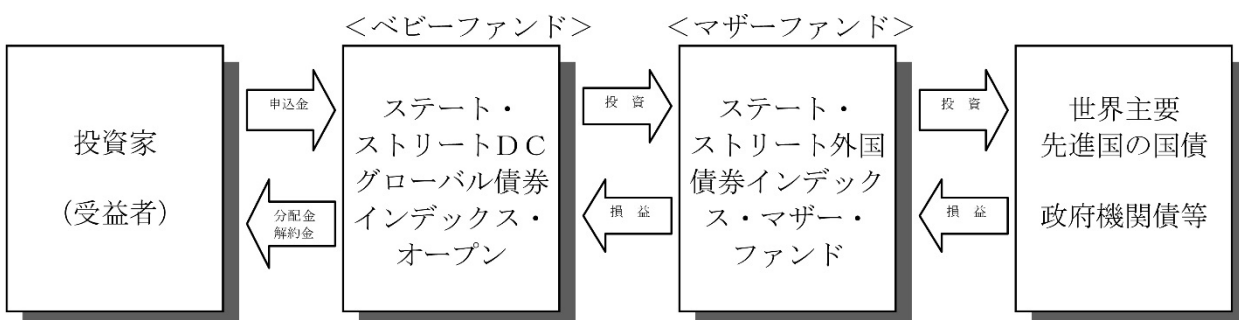 ＜ベビーファンド＞
＜マザーファンド＞
投資家
（受益者）
申込金
分配金
解約金
ステート・
ストリートＤＣ
グローバル債券
インデックス・
オープン
投　資
損　益
ステート・
ストリート外国
債券インデック
ス・マザー・
ファンド
投　資
損　益
世界主要
先進国の国債
政府機関債等